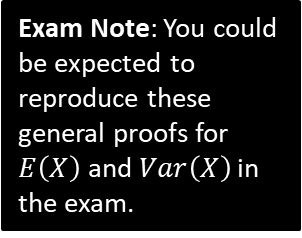 Exam Note: You could
be expected to
reproduce these
general proofs for
E(X) and Var(X) in
the exam.